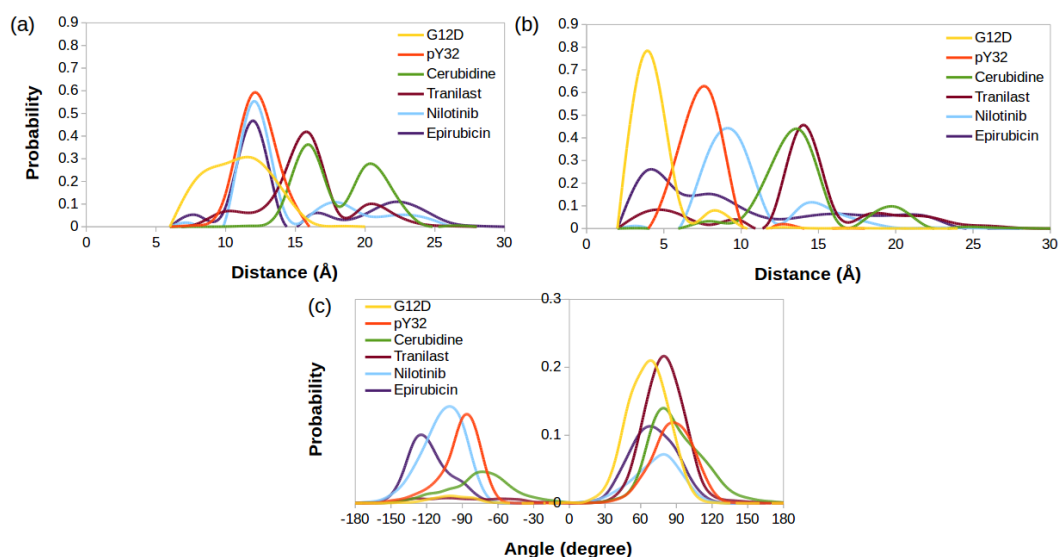 (a)
0.9
0.8
0.7
0.6
0.5
0.4
0.3
0.2
0.1
0
Probability
G12D
pY32
Cerubidine
Tranilast
Nilotinib
Epirubicin
0 5 10 15 20 25 30
Distance (Å)
(b)
0.9
0.8
0.7
0.6
0.5
0.4
0.3
0.2
0.1
0
G12D
pY32
Cerubidine
Tranilast
Nilotinib
Epirubicin
0 5 10 15 20 25 30
Distance (Å)
(c)
G12D
pY32
Cerubidine
Tranilast
Nilotinib
Epirubicin
Probability
0.3
0.2
0.1
0
-180 -150 -120 -90 -60 -30 0 30 60 90 120 150 180
Angle (degree)